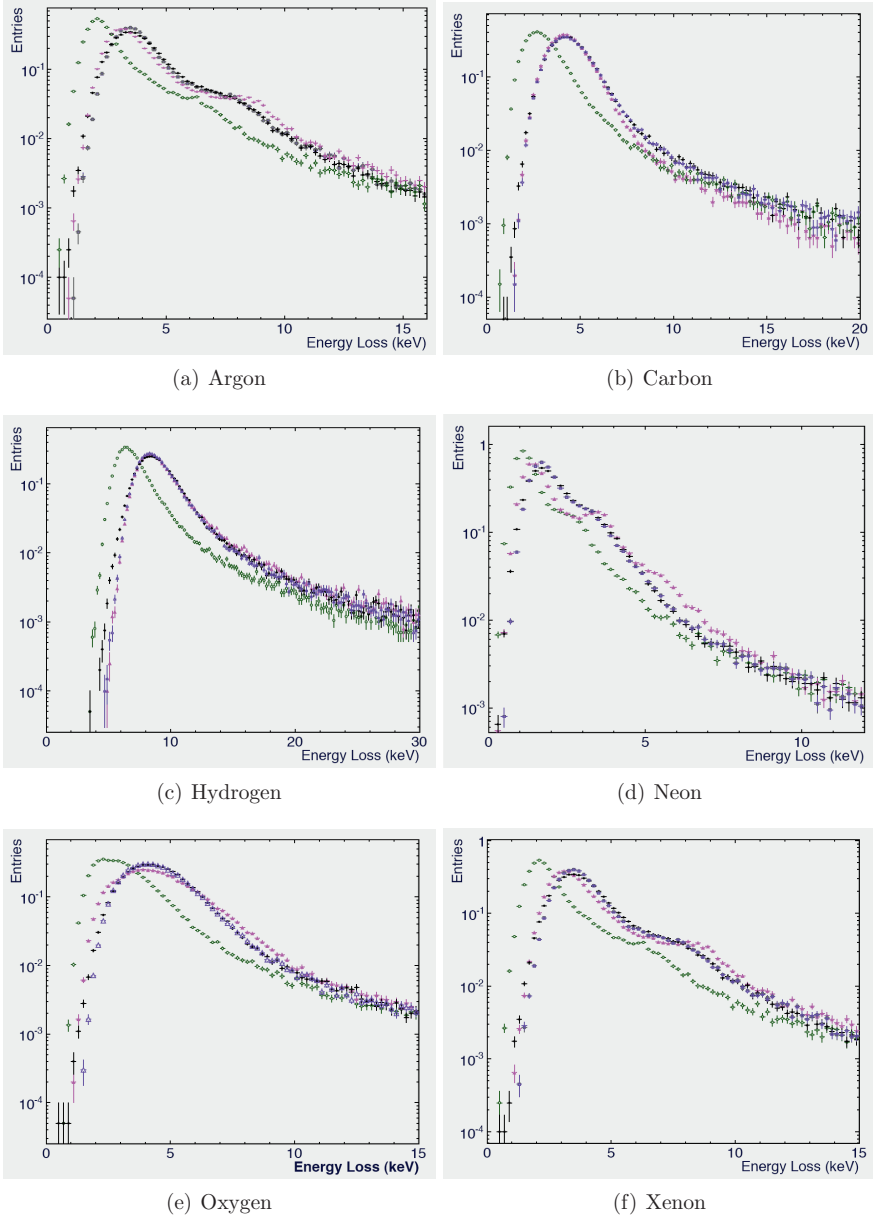 Entries
10⁻¹
10⁻²
10⁻³
10⁻⁴
0 5 10 15
Energy Loss (keV)
(a) Argon
Entries
10⁻¹
10⁻²
10⁻³
10⁻⁴
0 5 10 15 20
Energy Loss (keV)
(b) Carbon
Entries
10⁻¹
10⁻²
10⁻³
10⁻⁴
0 10 20 30
Energy Loss (keV)
(c) Hydrogen
Entries
1
10⁻¹
10⁻²
10⁻³
0 5 10
Energy Loss (keV)
(d) Neon
Entries
10⁻¹
10⁻²
10⁻³
10⁻⁴
0 5 10 15
Energy Loss (keV)
(e) Oxygen
Entries
1
10⁻¹
10⁻²
10⁻³
10⁻⁴
0 5 10 15
Energy Loss (keV)
(f) Xenon